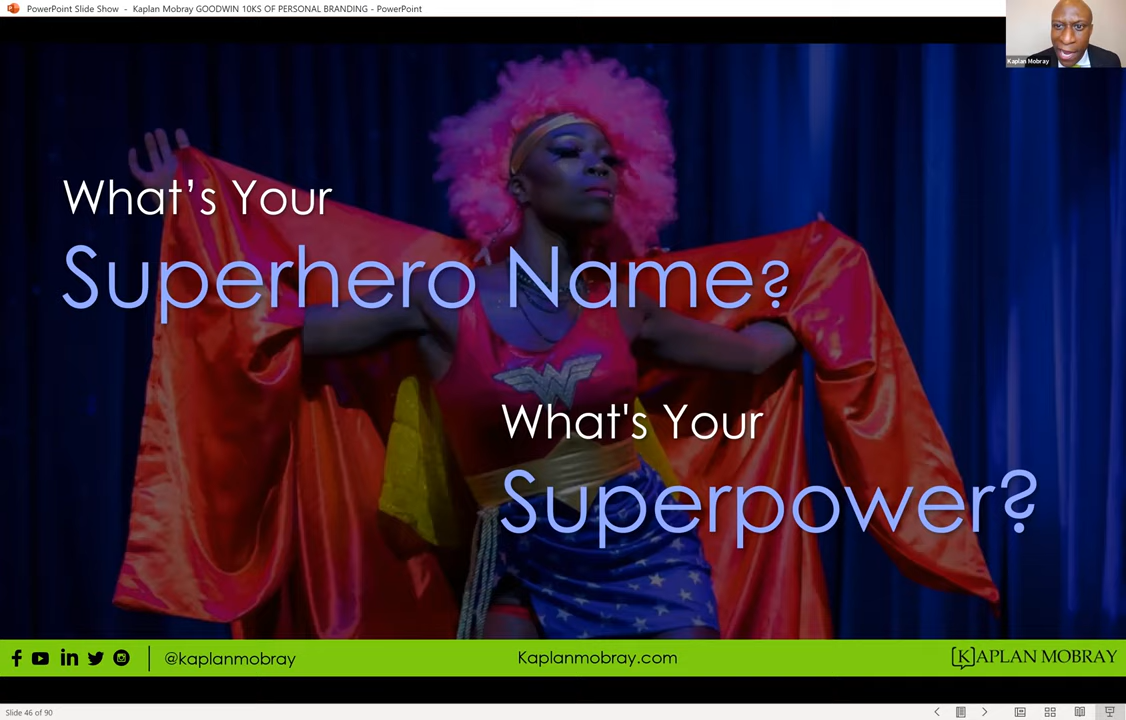 PowerPoint Slide Show - Kaplan Mobray GOODWIN 10KS OF PERSONAL BRANDING - PowerPoint
Kaplan Mobray
What's Your
Superhero Name?
What's Your
Superpower?
@kaplanmobray
Kaplanmobray.com
[K]APLAN MOBRAY
Slide 46 of 90